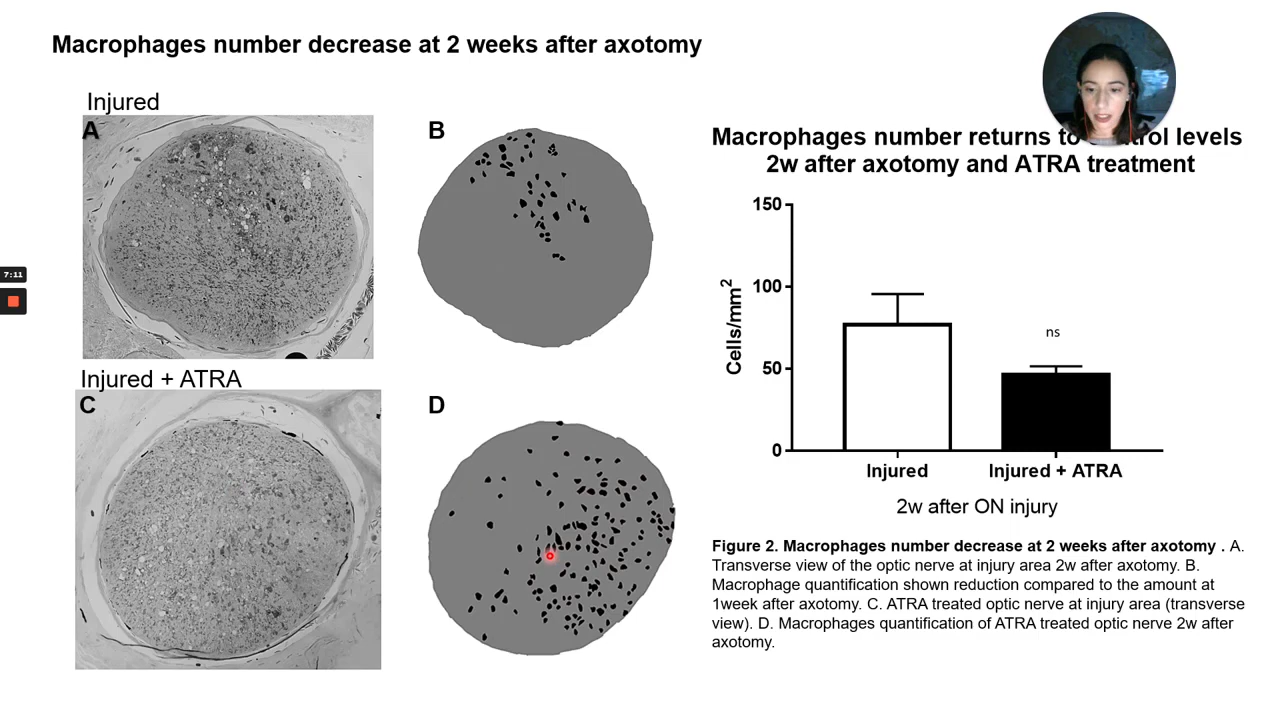 Macrophages number decrease at 2 weeks after axotomy
Injured
A
B
Injured + ATRA
C
D
7:11
Macrophages number returns to levels
2w after axotomy and ATRA treatment
150
100
50
0
Cells/mm2
ns
Injured
Injured + ATRA
2w after ON injury
Figure 2. Macrophages number decrease at 2 weeks after axotomy . A.
Transverse view of the optic nerve at injury area 2w after axotomy. B.
Macrophage quantification shown reduction compared to the amount at
1week after axotomy. C. ATRA treated optic nerve at injury area (transverse
view). D. Macrophages quantification of ATRA treated optic nerve 2w after
axotomy.